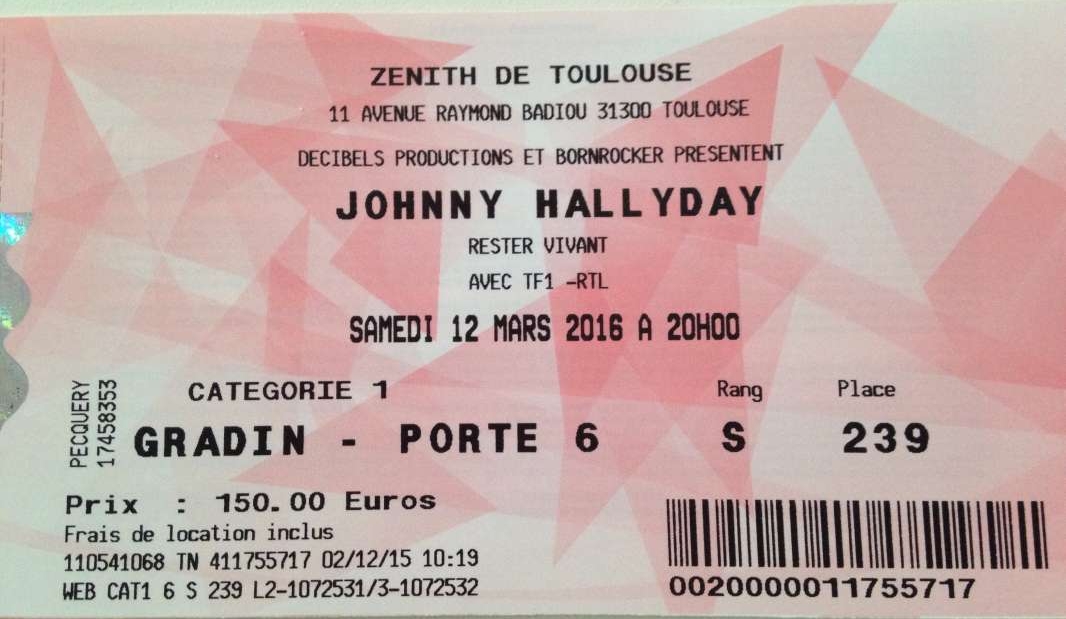 ZENITH DE TOULOUSE
11 AVENUE RAYMOND BADIOU 31300 TOULOUSE
DECIBELS PRODUCTIONS ET BORNROCKER PRESENTENT
JOHNNY HALLYDAY
RESTER VIVANT
AVEC TF1 -RTL
SAMEDI 12 MARS 2016 A 20H00
PECQUERY
17458353
CATEGORIE 1 Rang Place
GRADIN - PORTE 6 S 239
Prix : 150.00 Euros
Frais de location inclus
110541068 TN 411755717 02/12/15 10:19
WEB CAT1 6 S 239 L2-1072531/3-1072532
0020000011755717